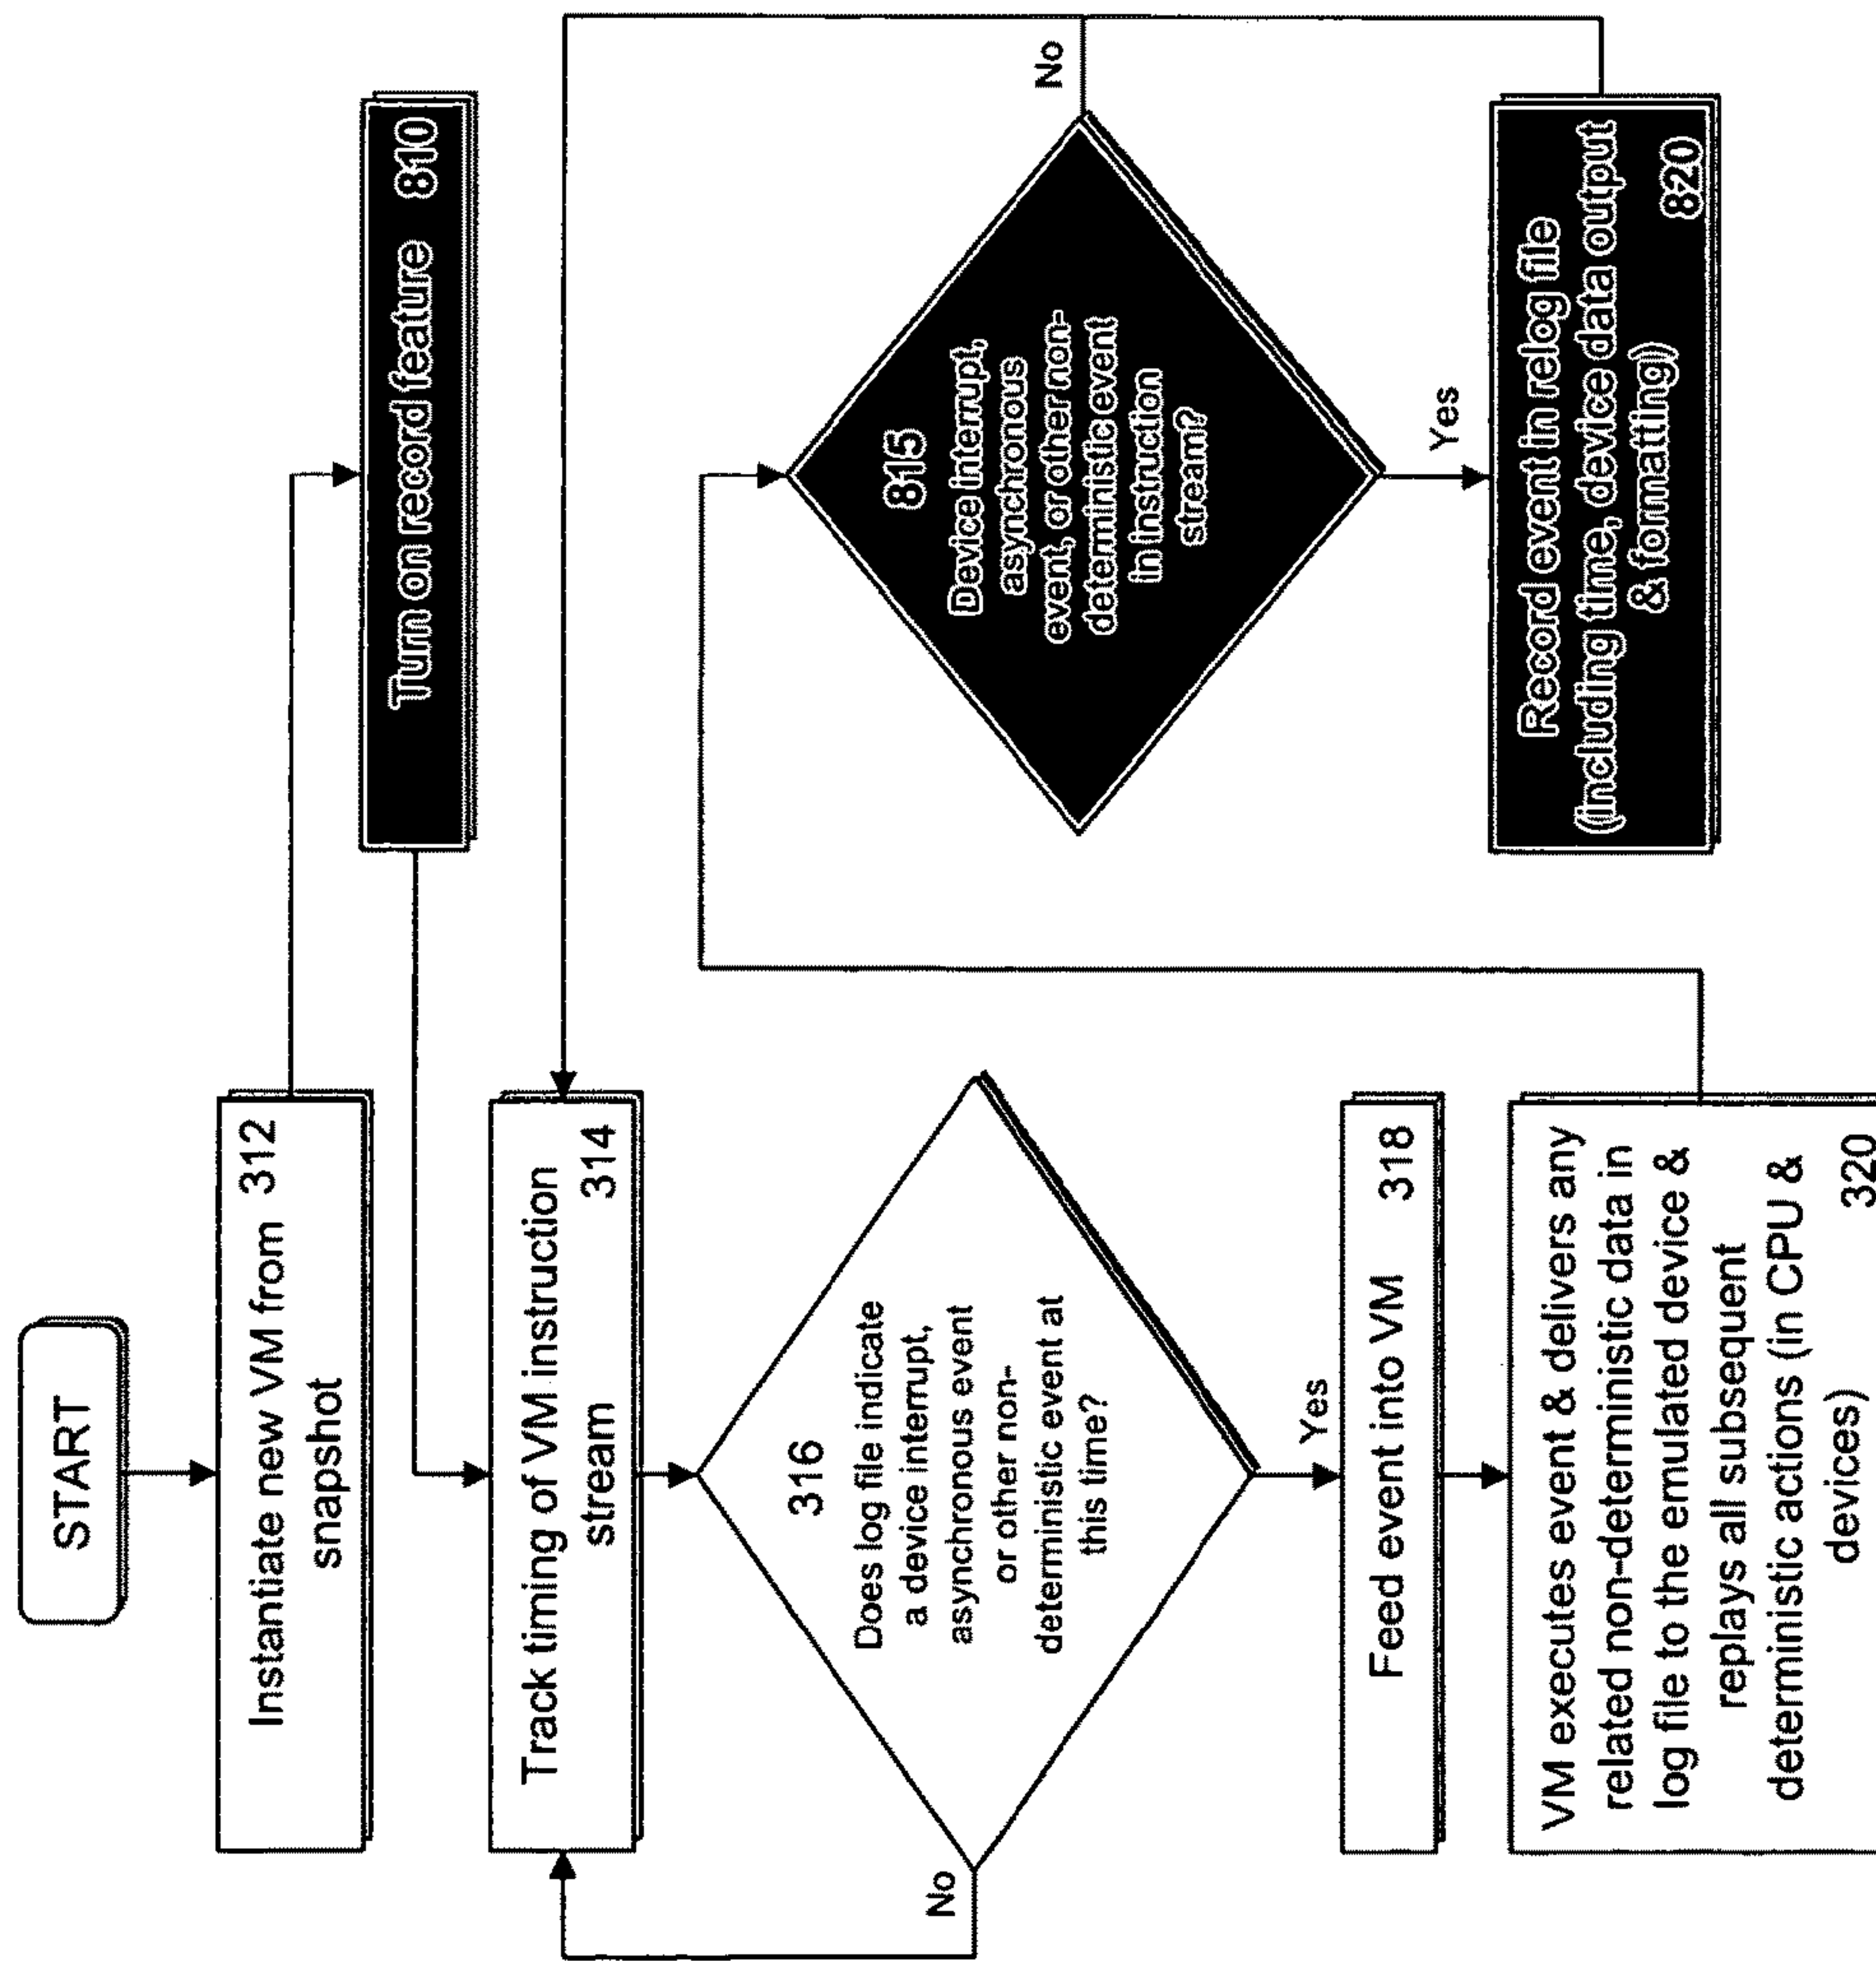 START
Instantiate new VM from 312
snapshot
Turn on record feature 810
Track timing of VM instruction
stream 314
316
Does log file indicate
a device interrupt,
asynchronous event
or other non-
deterministic event at
this time?
No
Yes
Feed event into VM 318
VM executes event & delivers any
related non-deterministic data in
log file to the emulated device &
replays all subsequent
deterministic actions (in CPU &
devices) 320
815
Device interrupt,
asynchronous
event, or other non-
deterministic event
in instruction
stream?
No
Yes
Record event in relog file
(including time, device data output
& formatting) 820